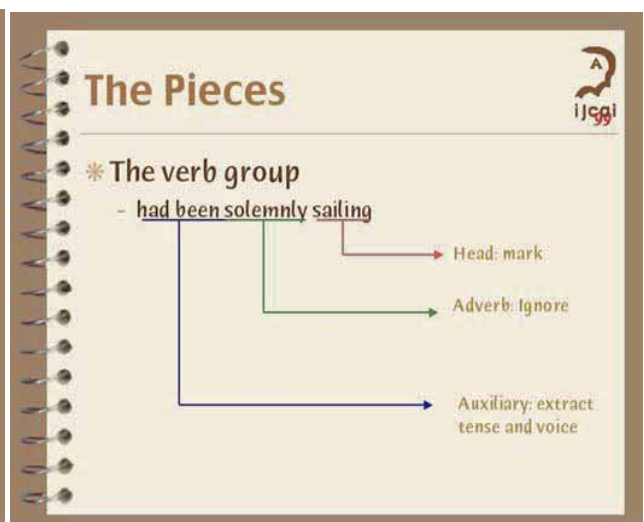 The Pieces
A
ijcai
99
* The verb group
- had been solemnly sailing
Head: mark
Adverb: Ignore
Auxiliary: extract
tense and voice